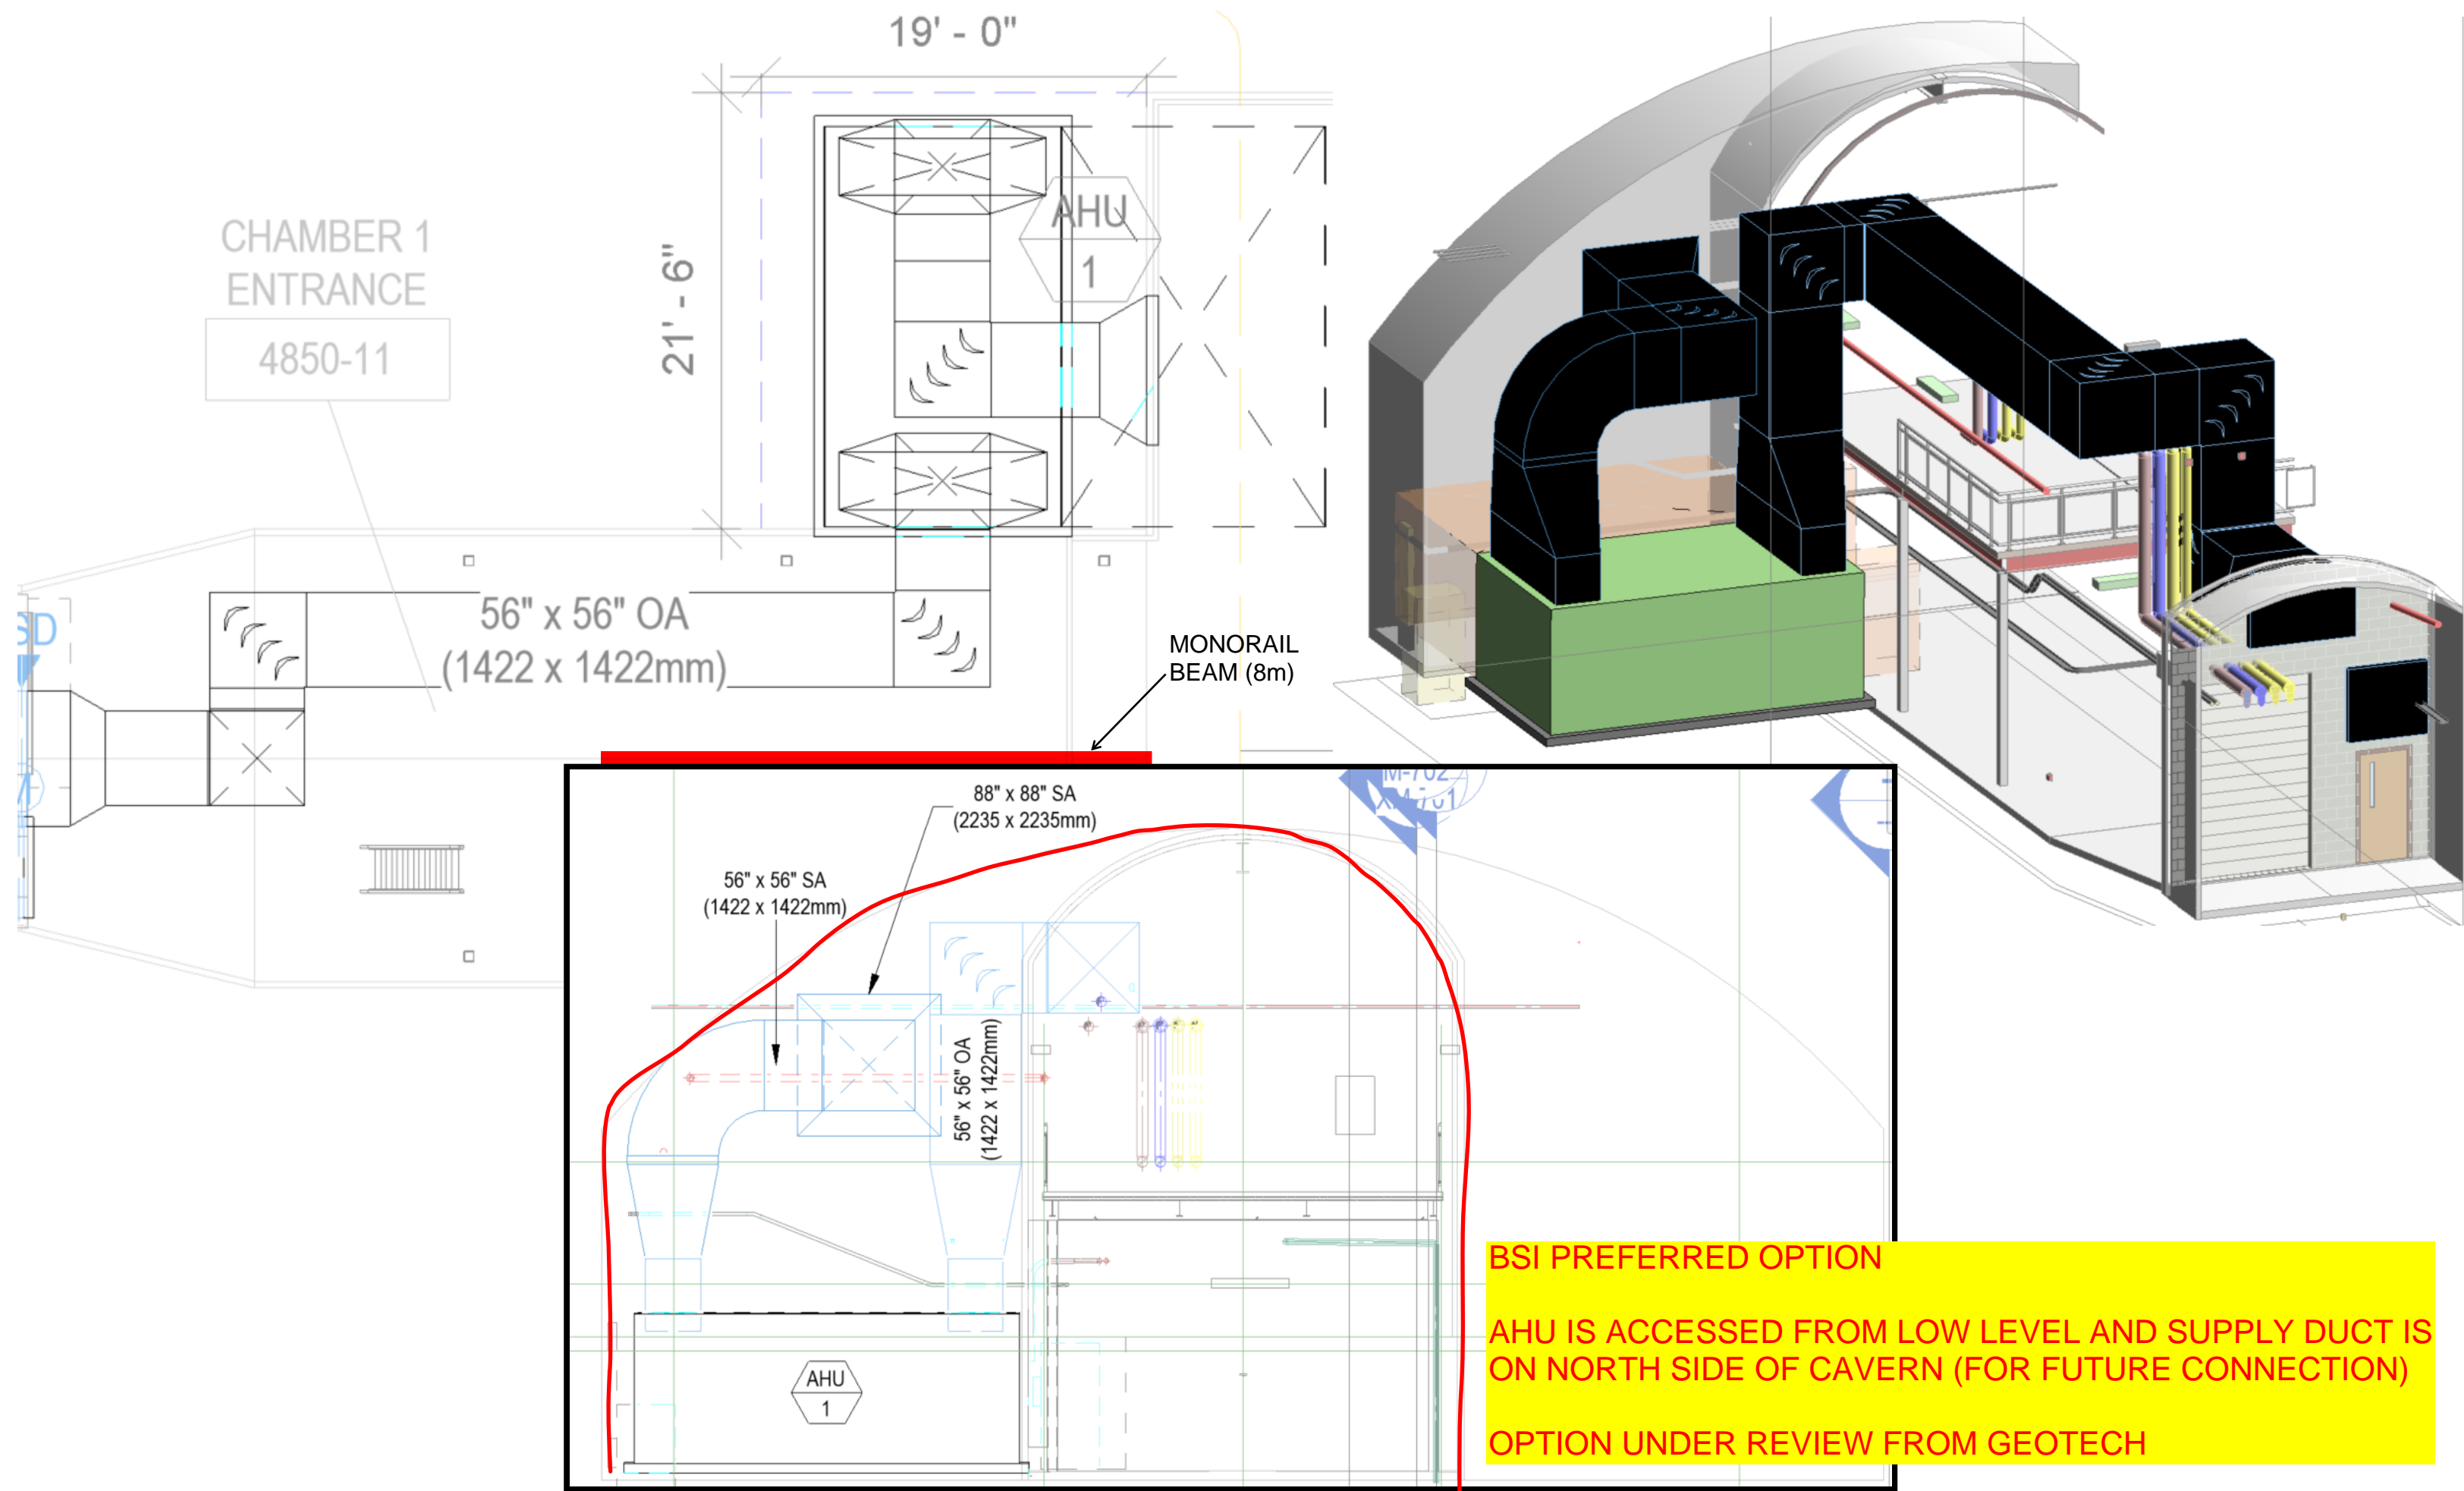 19' - 0"
21' - 6"
CHAMBER 1
ENTRANCE
4850-11
AHU
1
56" x 56" OA
(1422 x 1422mm)
MONORAIL
BEAM (8m)
88" x 88" SA
(2235 x 2235mm)
56" x 56" SA
(1422 x 1422mm)
56" x 56" OA
(1422 x 1422mm)
AHU
1
BSI PREFERRED OPTION
AHU IS ACCESSED FROM LOW LEVEL AND SUPPLY DUCT IS
ON NORTH SIDE OF CAVERN (FOR FUTURE CONNECTION)
OPTION UNDER REVIEW FROM GEOTECH